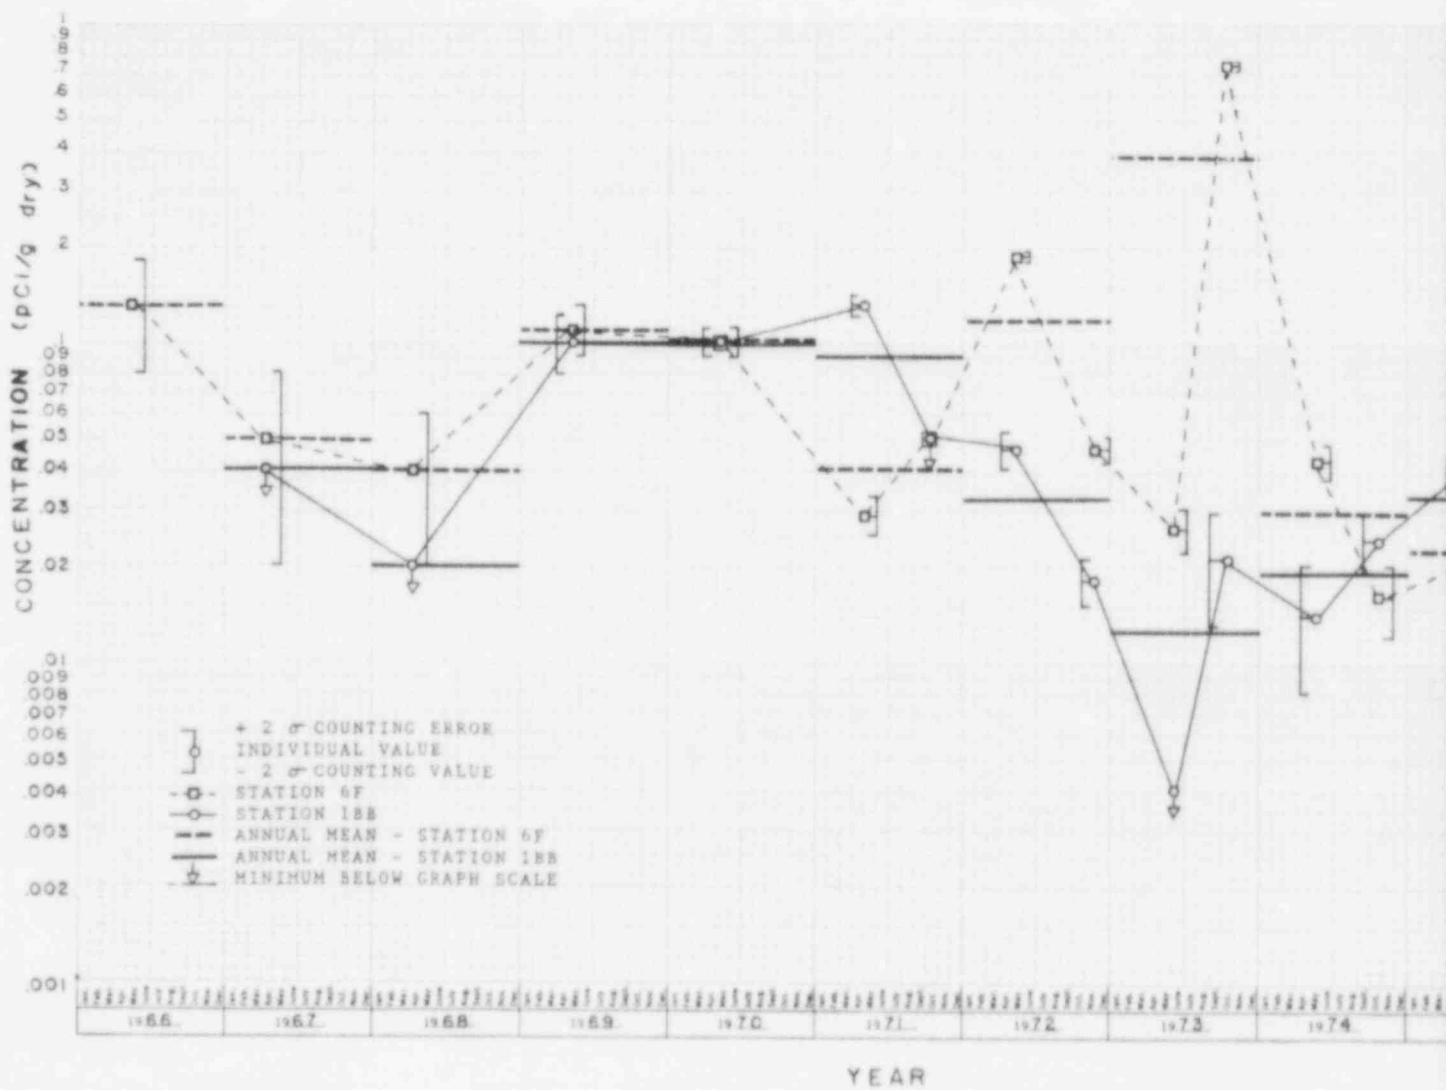 1
.9
.8
.7
.6
.5
.4
.3
.2
.1
.09
.08
.07
.06
.05
.04
.03
.02
.01
.009
.008
.007
.006
.005
.004
.003
.002
.001
CONCENTRATION (pCi/g dry)
+ 2 σ COUNTING ERROR
INDIVIDUAL VALUE
- 2 σ COUNTING VALUE
STATION 6F
STATION 1BB
ANNUAL MEAN - STATION 6F
ANNUAL MEAN - STATION 1BB
MINIMUM BELOW GRAPH SCALE
1966 1967 1968 1969 1970 1971 1972 1973 1974
YEAR